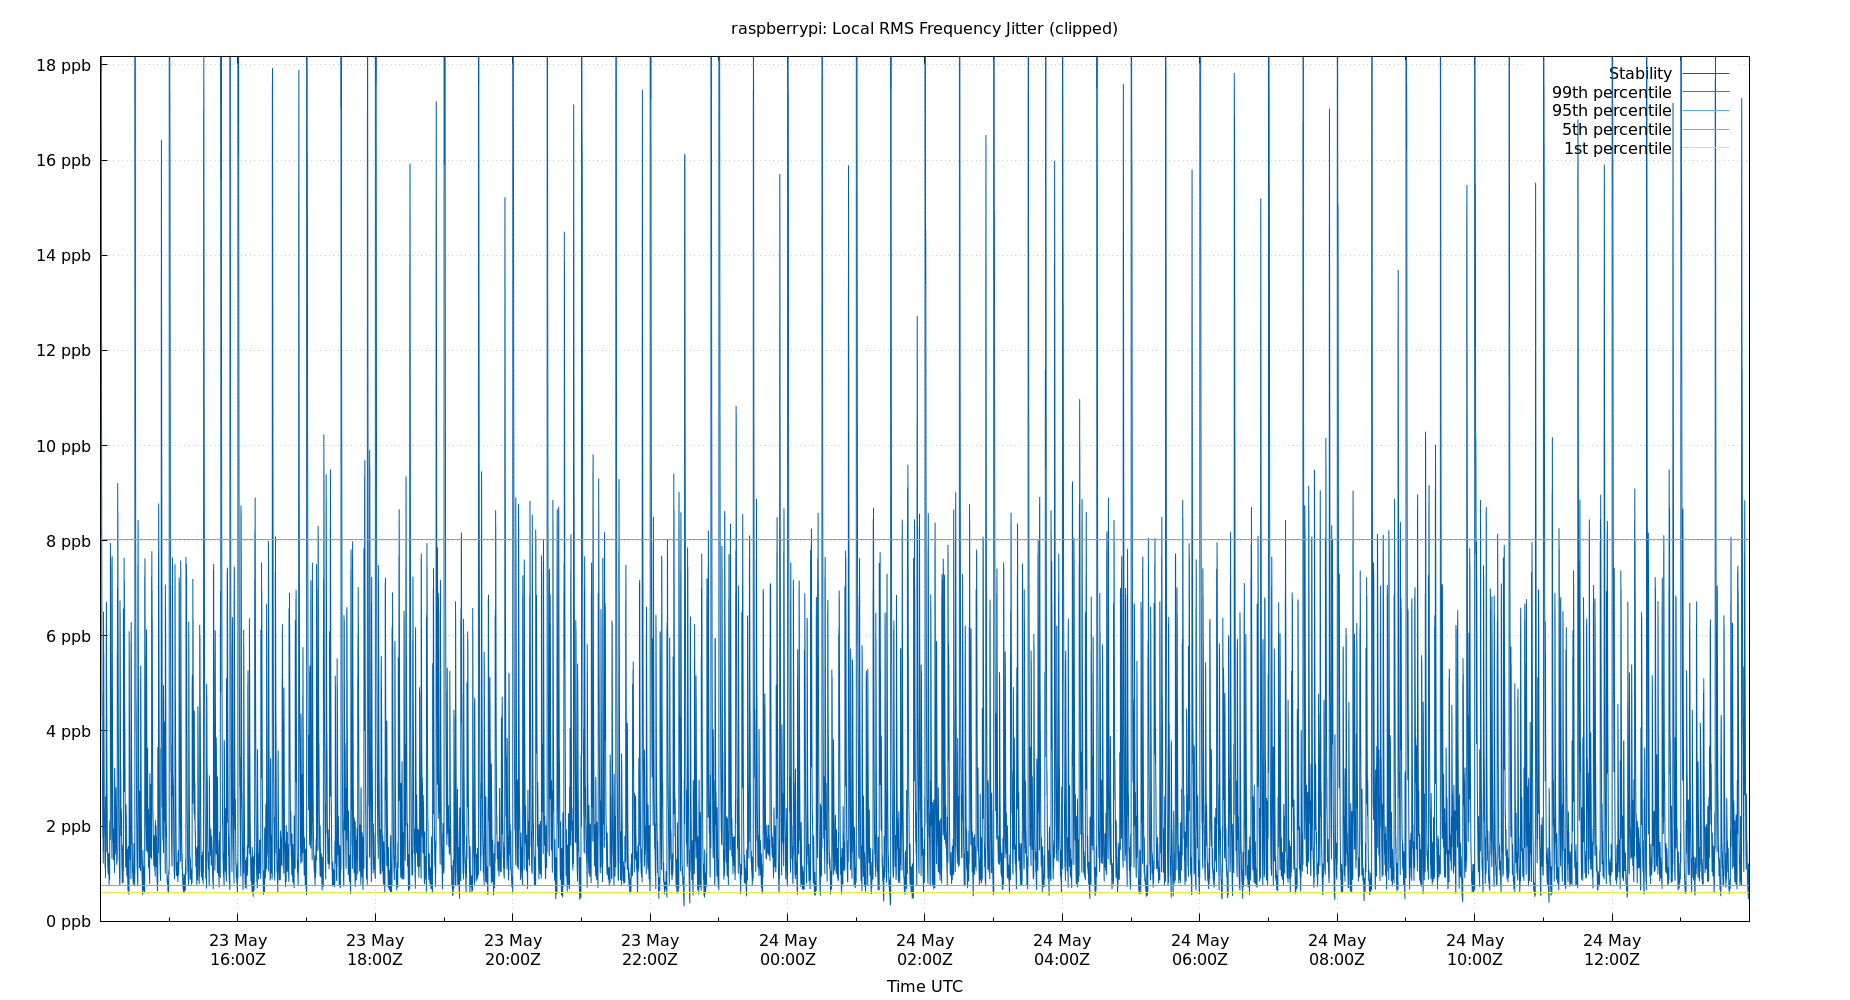 raspberrypi: Local RMS Frequency Jitter (clipped)
18 ppb
16 ppb
14 ppb
12 ppb
10 ppb
8 ppb
6 ppb
4 ppb
2 ppb
0 ppb
Stability
99th percentile
95th percentile
5th percentile
1st percentile
23 May 23 May 23 May 23 May 24 May 24 May 24 May 24 May 24 May 24 May 24 May
16:00Z 18:00Z 20:00Z 22:00Z 00:00Z 02:00Z 04:00Z 06:00Z 08:00Z 10:00Z 12:00Z
Time UTC